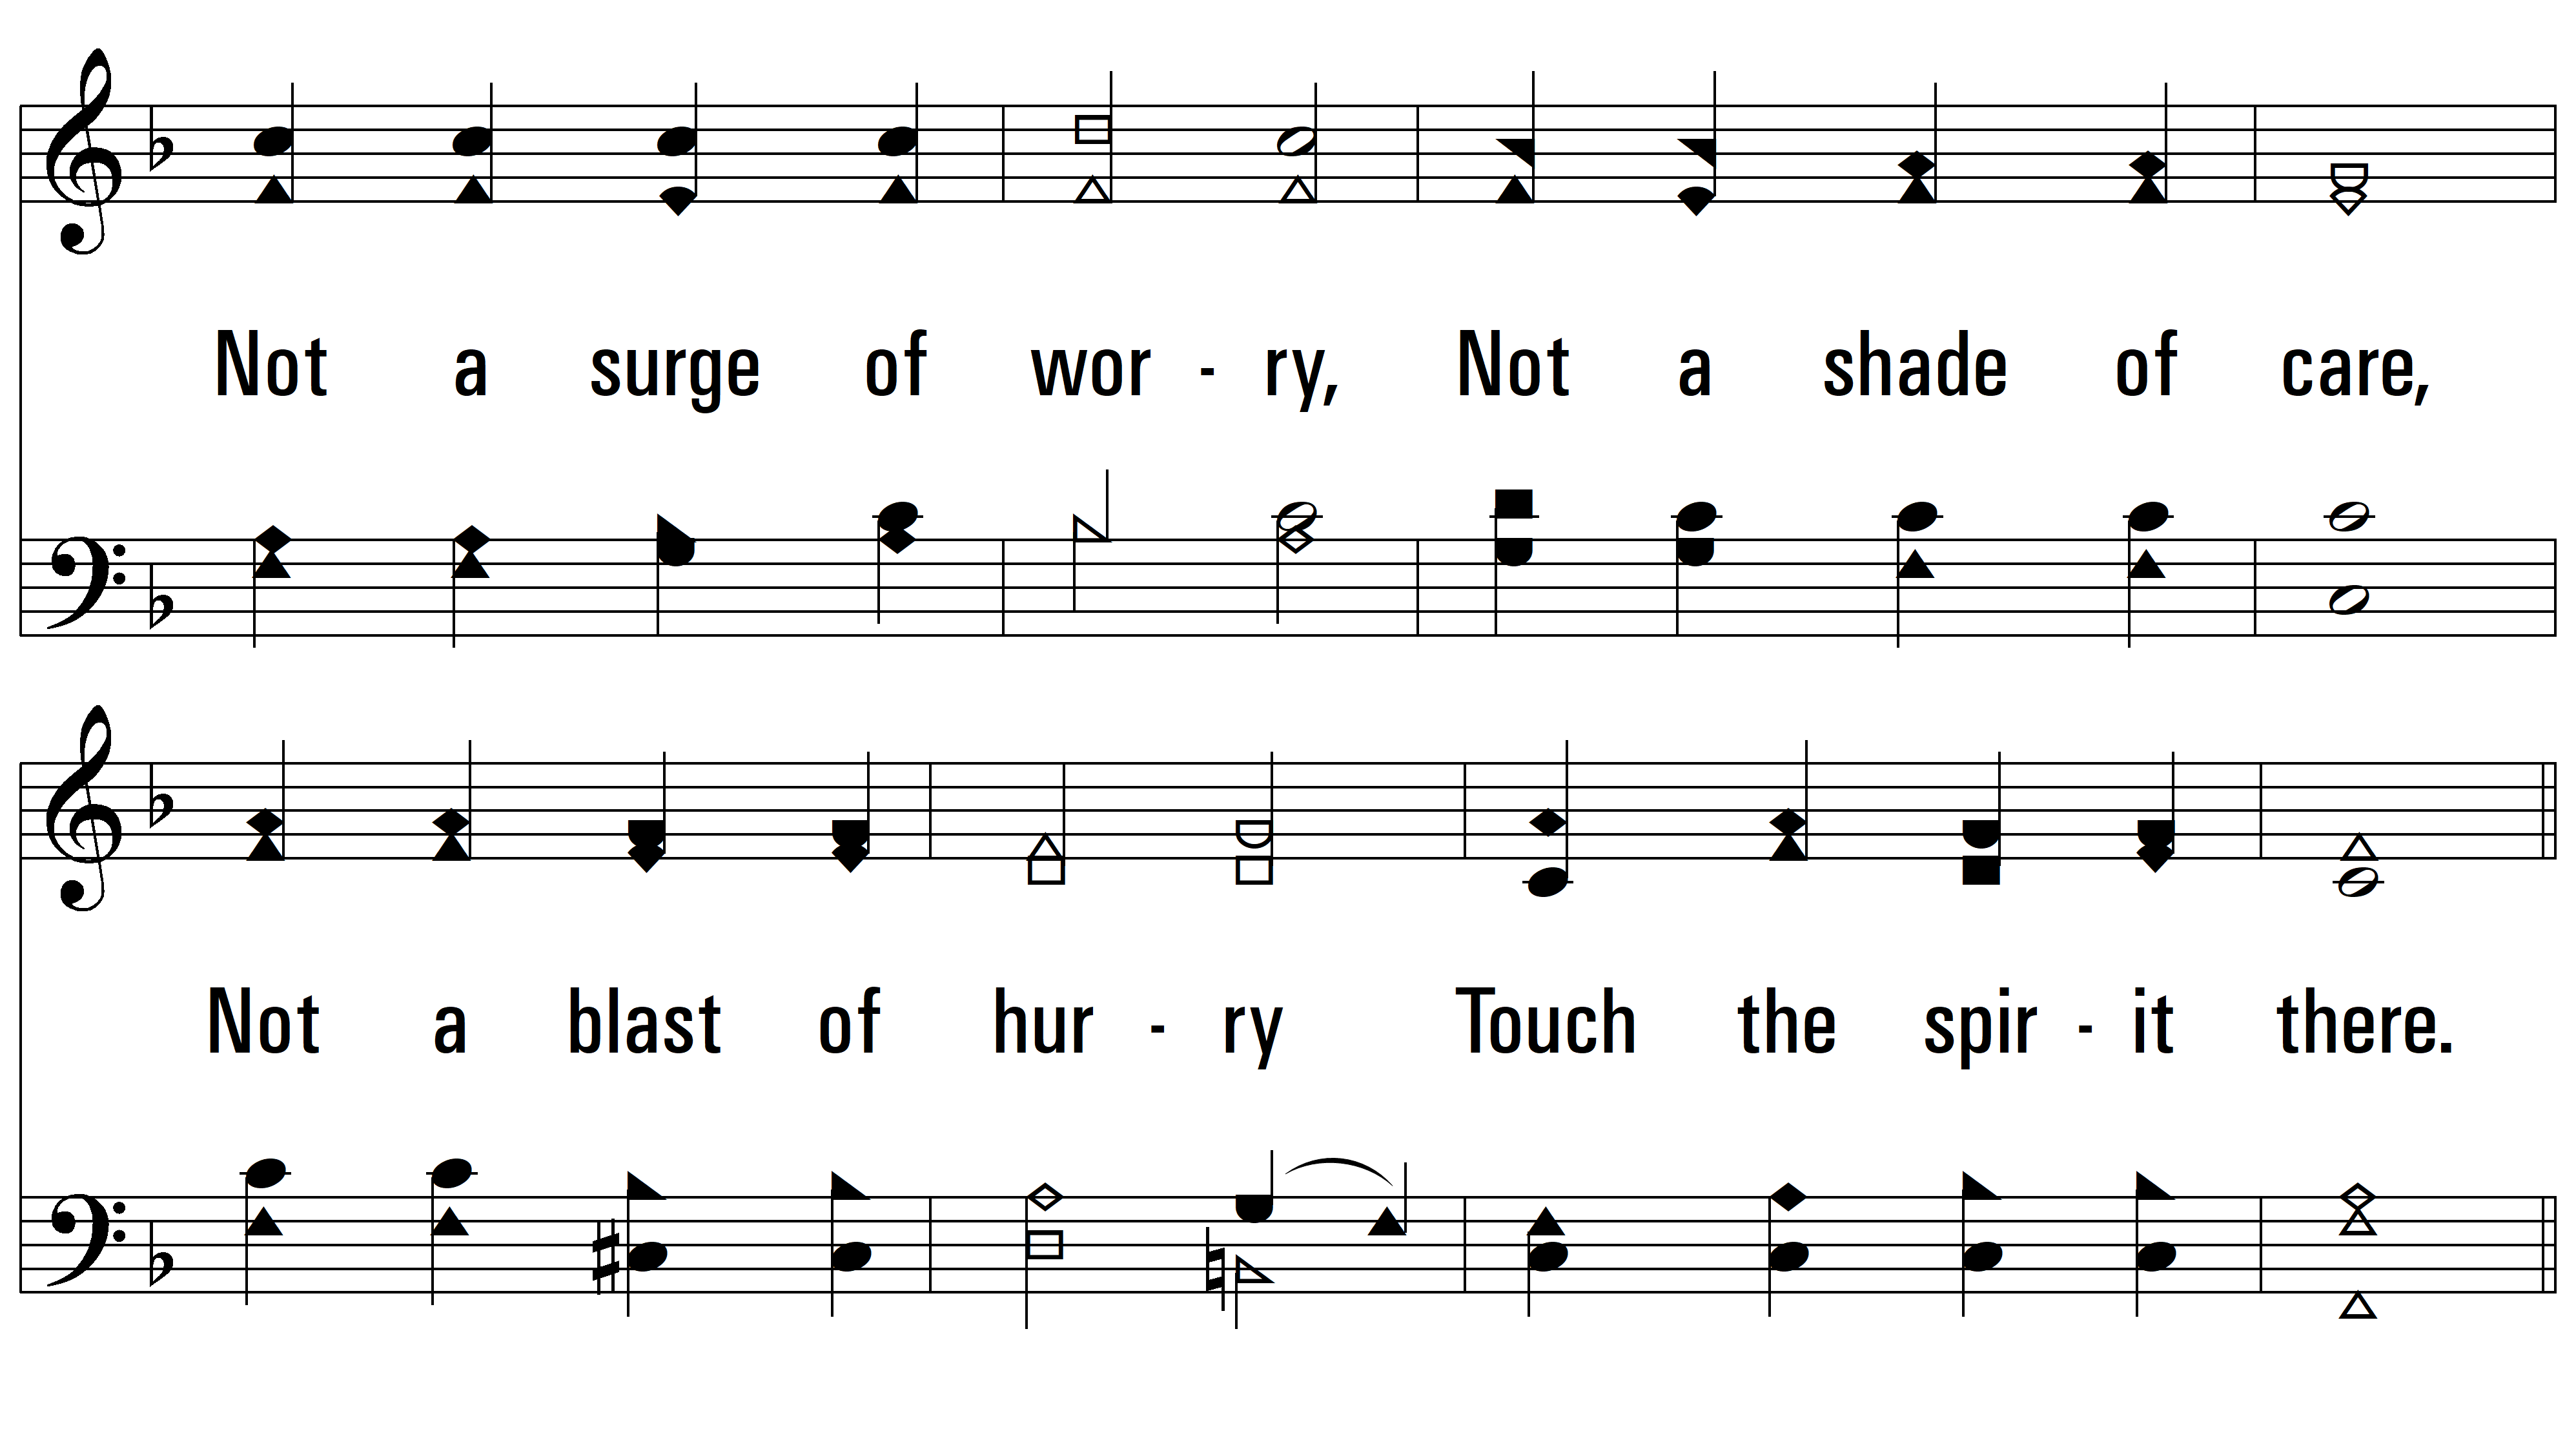 Not a surge of wor - ry, Not a shade of care,
Not a blast of hur - ry Touch the spir - it there.